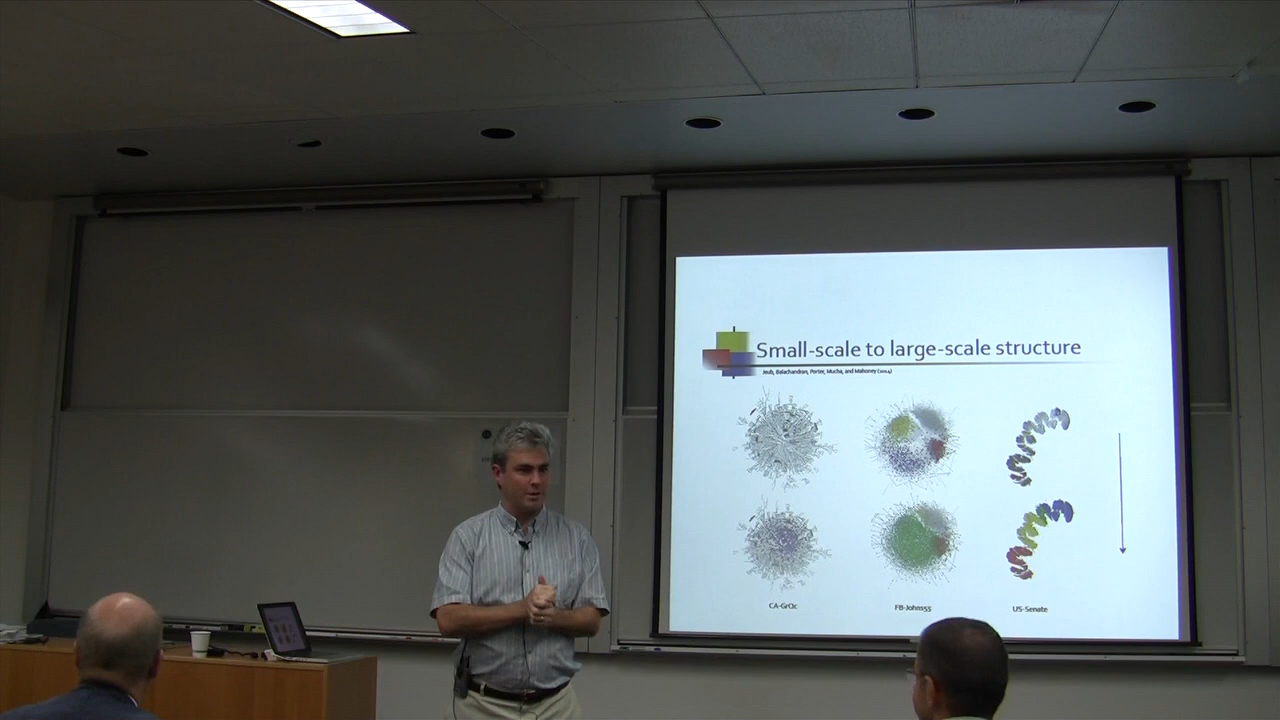 Small-scale to large-scale structure
Jeub, Balachandran, Porter, Mucha, and Mahoney (2014)
CA-GrQc
FB-Johns55
US-Senate